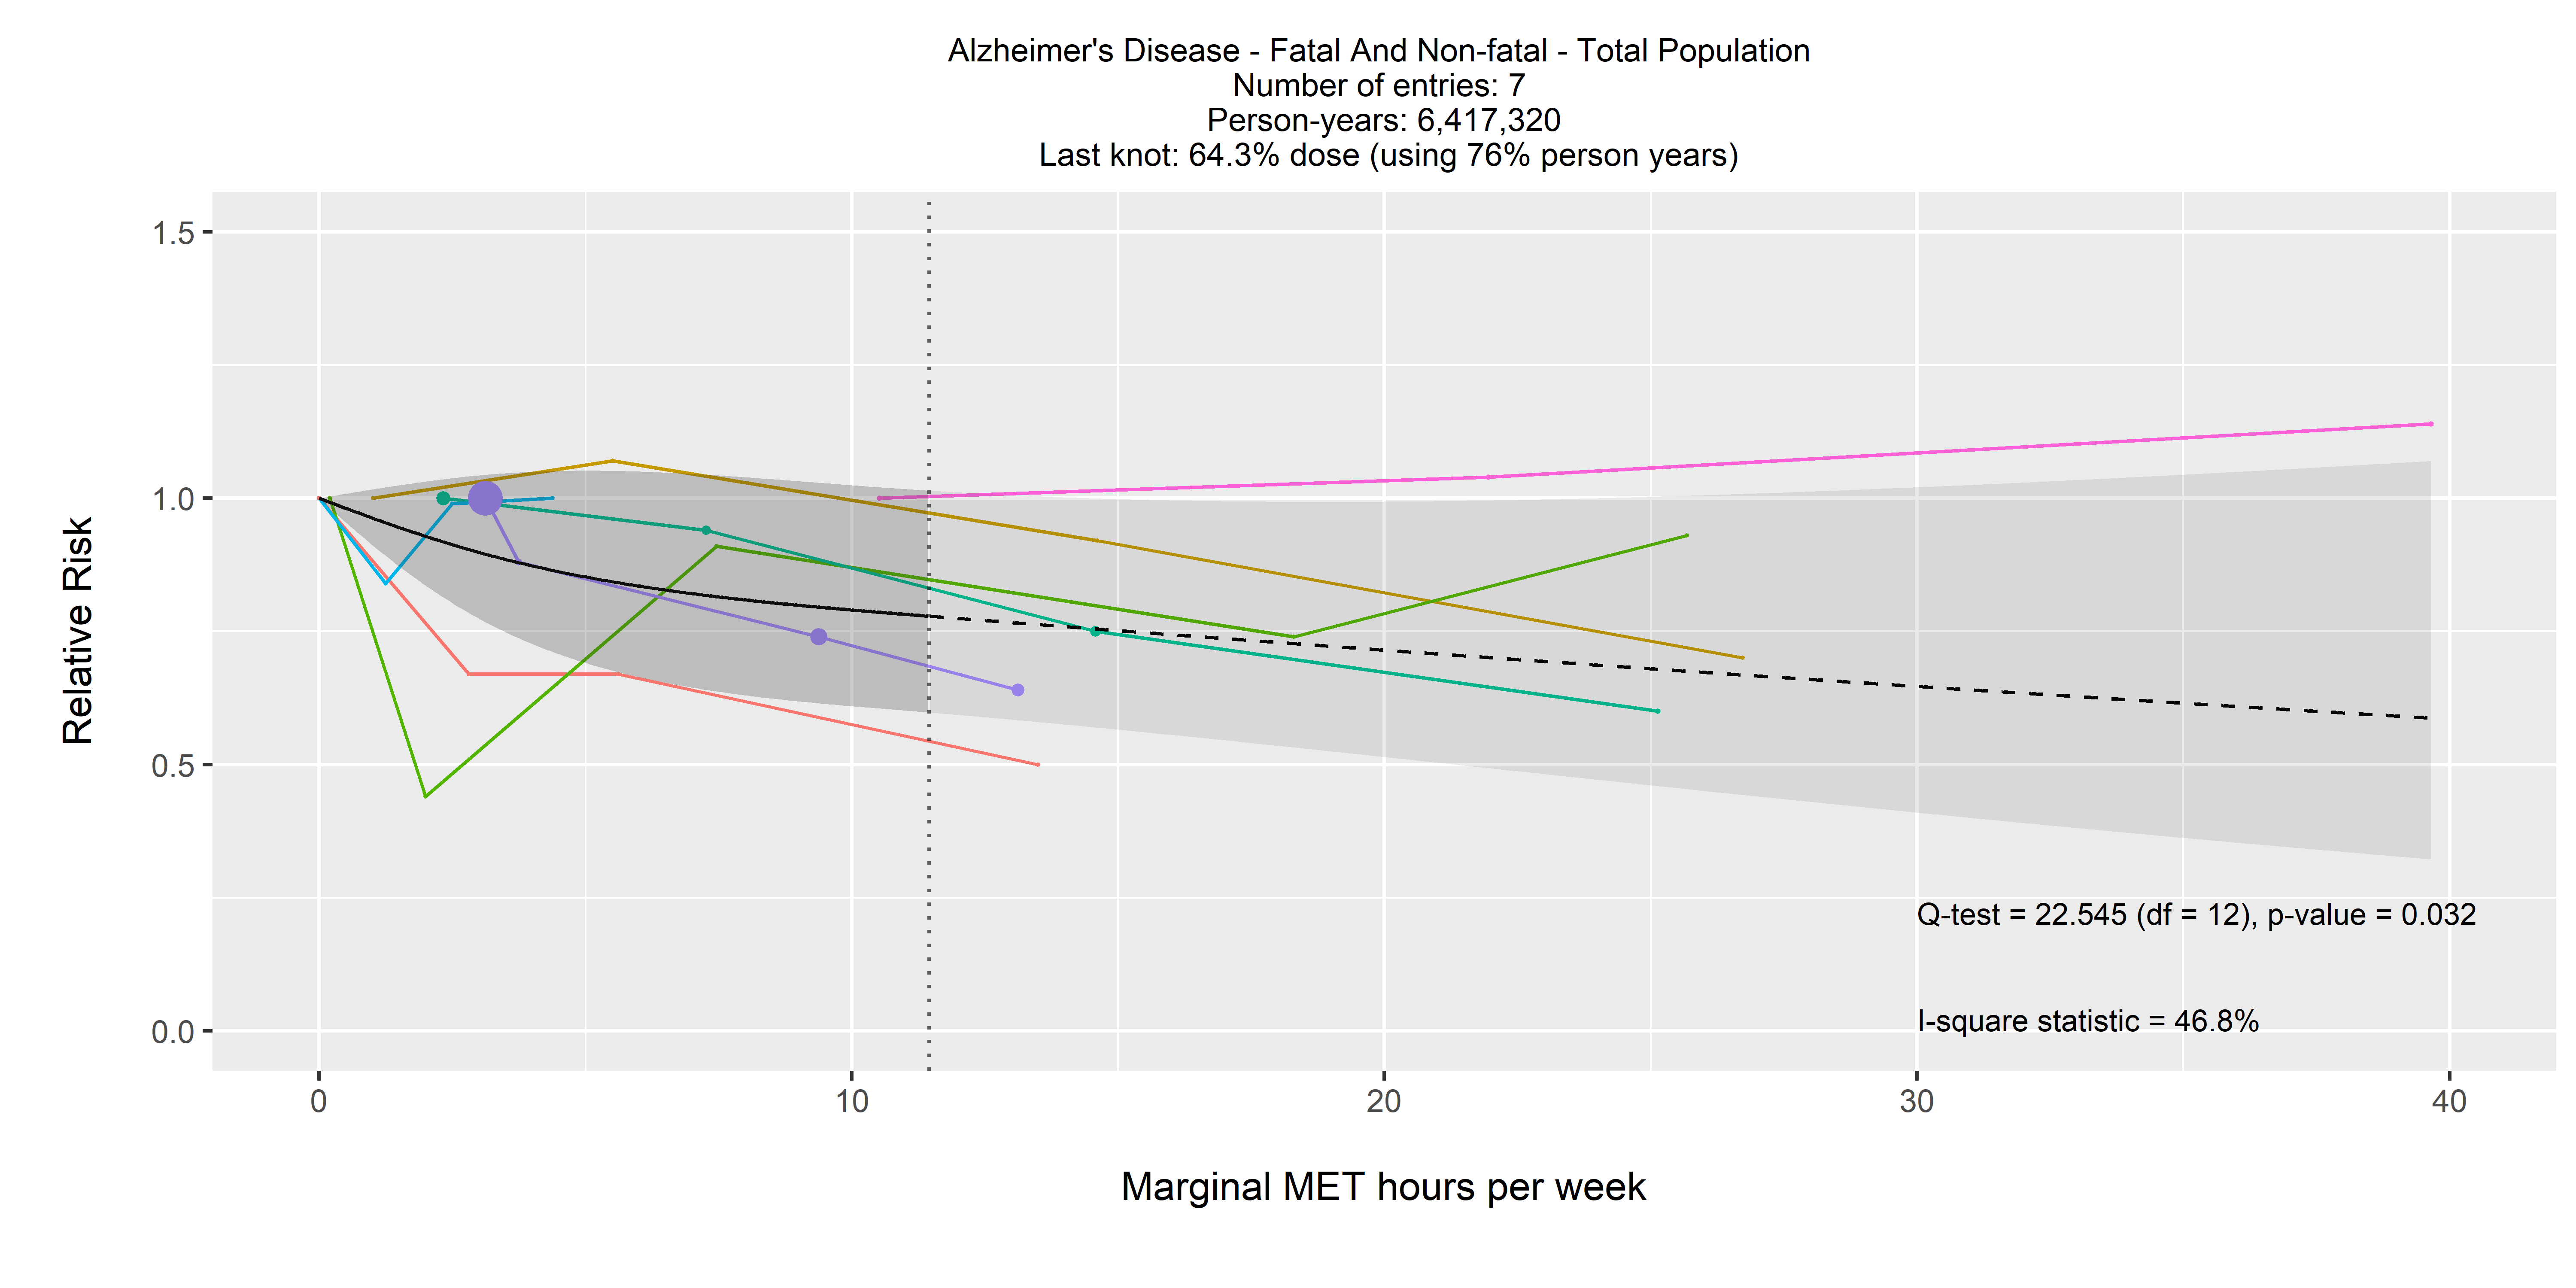 Alzheimer's Disease - Fatal And Non-fatal - Total Population
Number of entries: 7
Person-years: 6,417,320
Last knot: 64.3% dose (using 76% person years)
1.5
1.0
0.5
0.0
Relative Risk
Q-test = 22.545 (df = 12), p-value = 0.032
I-square statistic = 46.8%
0 10 20 30 40
Marginal MET hours per week